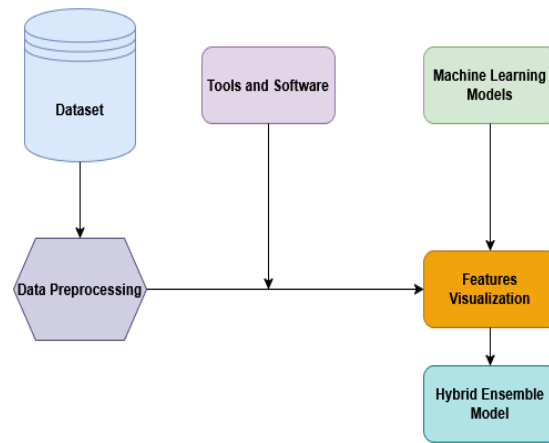 Dataset
Tools and Software
Machine Learning
Models
Data Preprocessing
Features
Visualization
Hybrid Ensemble
Model